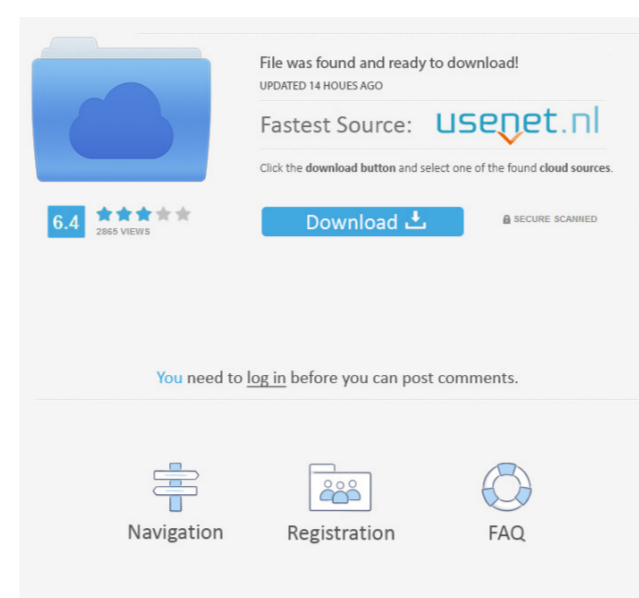 File was found and ready to download!
UPDATED 14 HOUES AGO
Fastest Source: usenet.nl
Click the download button and select one of the found cloud sources.
6.4
2865 VIEWS
Download
SECURE SCANNED
You need to log in before you can post comments.
Navigation
Registration
FAQ